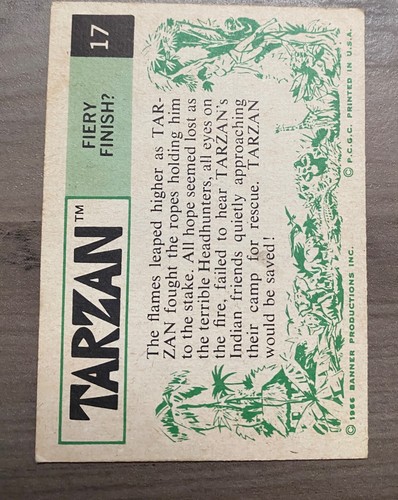 TARZAN™
FIERY
FINISH?
17
The flames leaped higher as TAR-
ZAN fought the ropes holding him
to the stake. All hope seemed lost as
the terrible Headhunters, all eyes on
the fire, failed to hear TARZAN's
Indian friends quietly approaching
their camp for rescue. TARZAN
would be saved!
© 1966 BANNER PRODUCTIONS INC.
© P.C.G.C. PRINTED IN U.S.A.